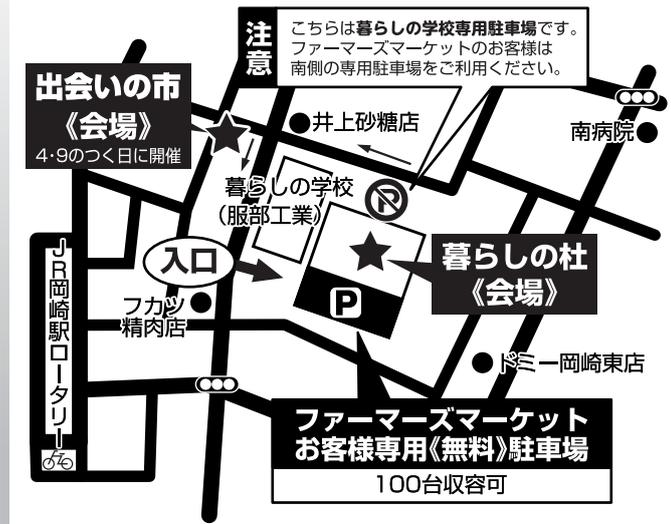 注意
こちらは暮らしの学校専用駐車場です。
ファーマーズマーケットのお客様は
南側の専用駐車場をご利用ください。
出会いの市
《会場》
4・9のつく日に開催
井上砂糖店
南病院
暮らしの学校
(服部工業)
P
入口
暮らしの杜
《会場》
P
フカツ
精肉店
JR岡崎駅ロータリー
ドミー岡崎東店
ファーマーズマーケット
お客様専用《無料》駐車場
100台収容可